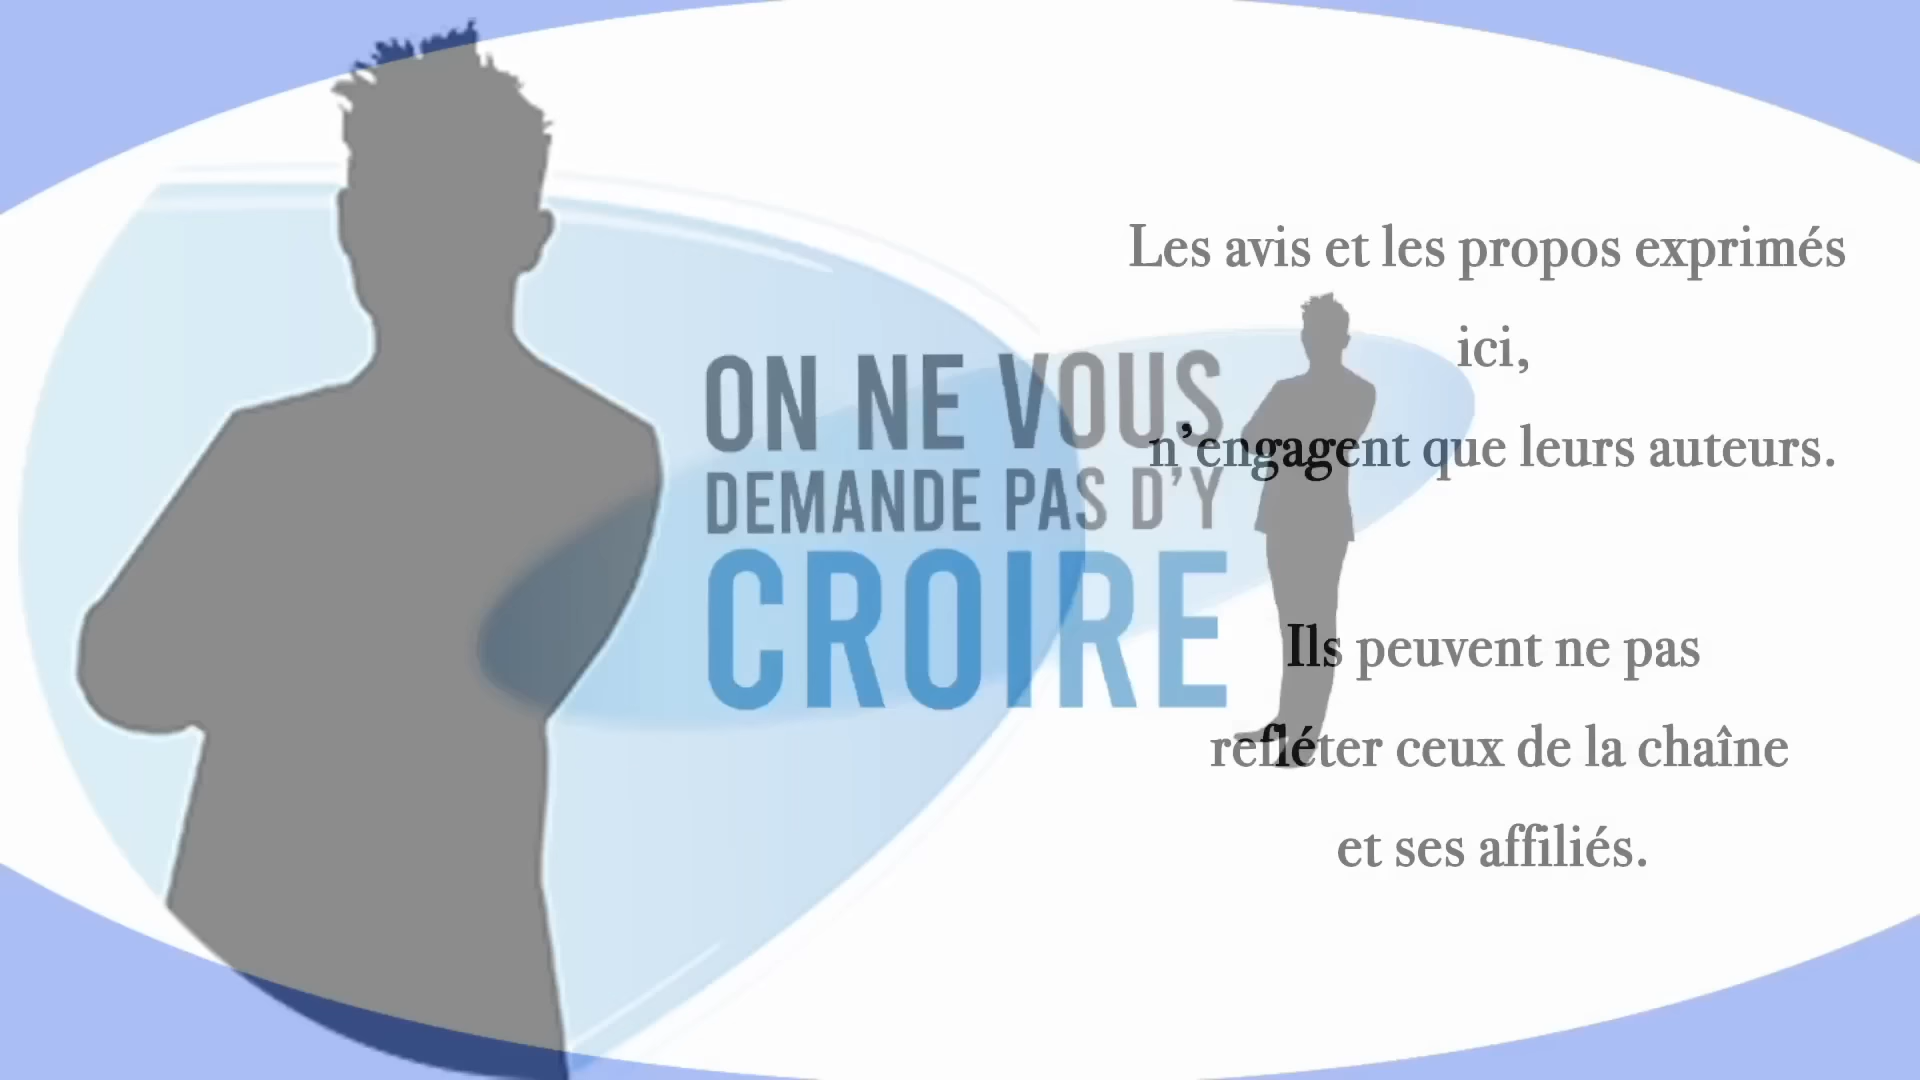 ON NE VOUS
DEMANDE PAS D'Y
CROIRE
Les avis et les propos exprimés
ici,
n'engagent que leurs auteurs.
Ils peuvent ne pas
refléter ceux de la chaîne
et ses affiliés.